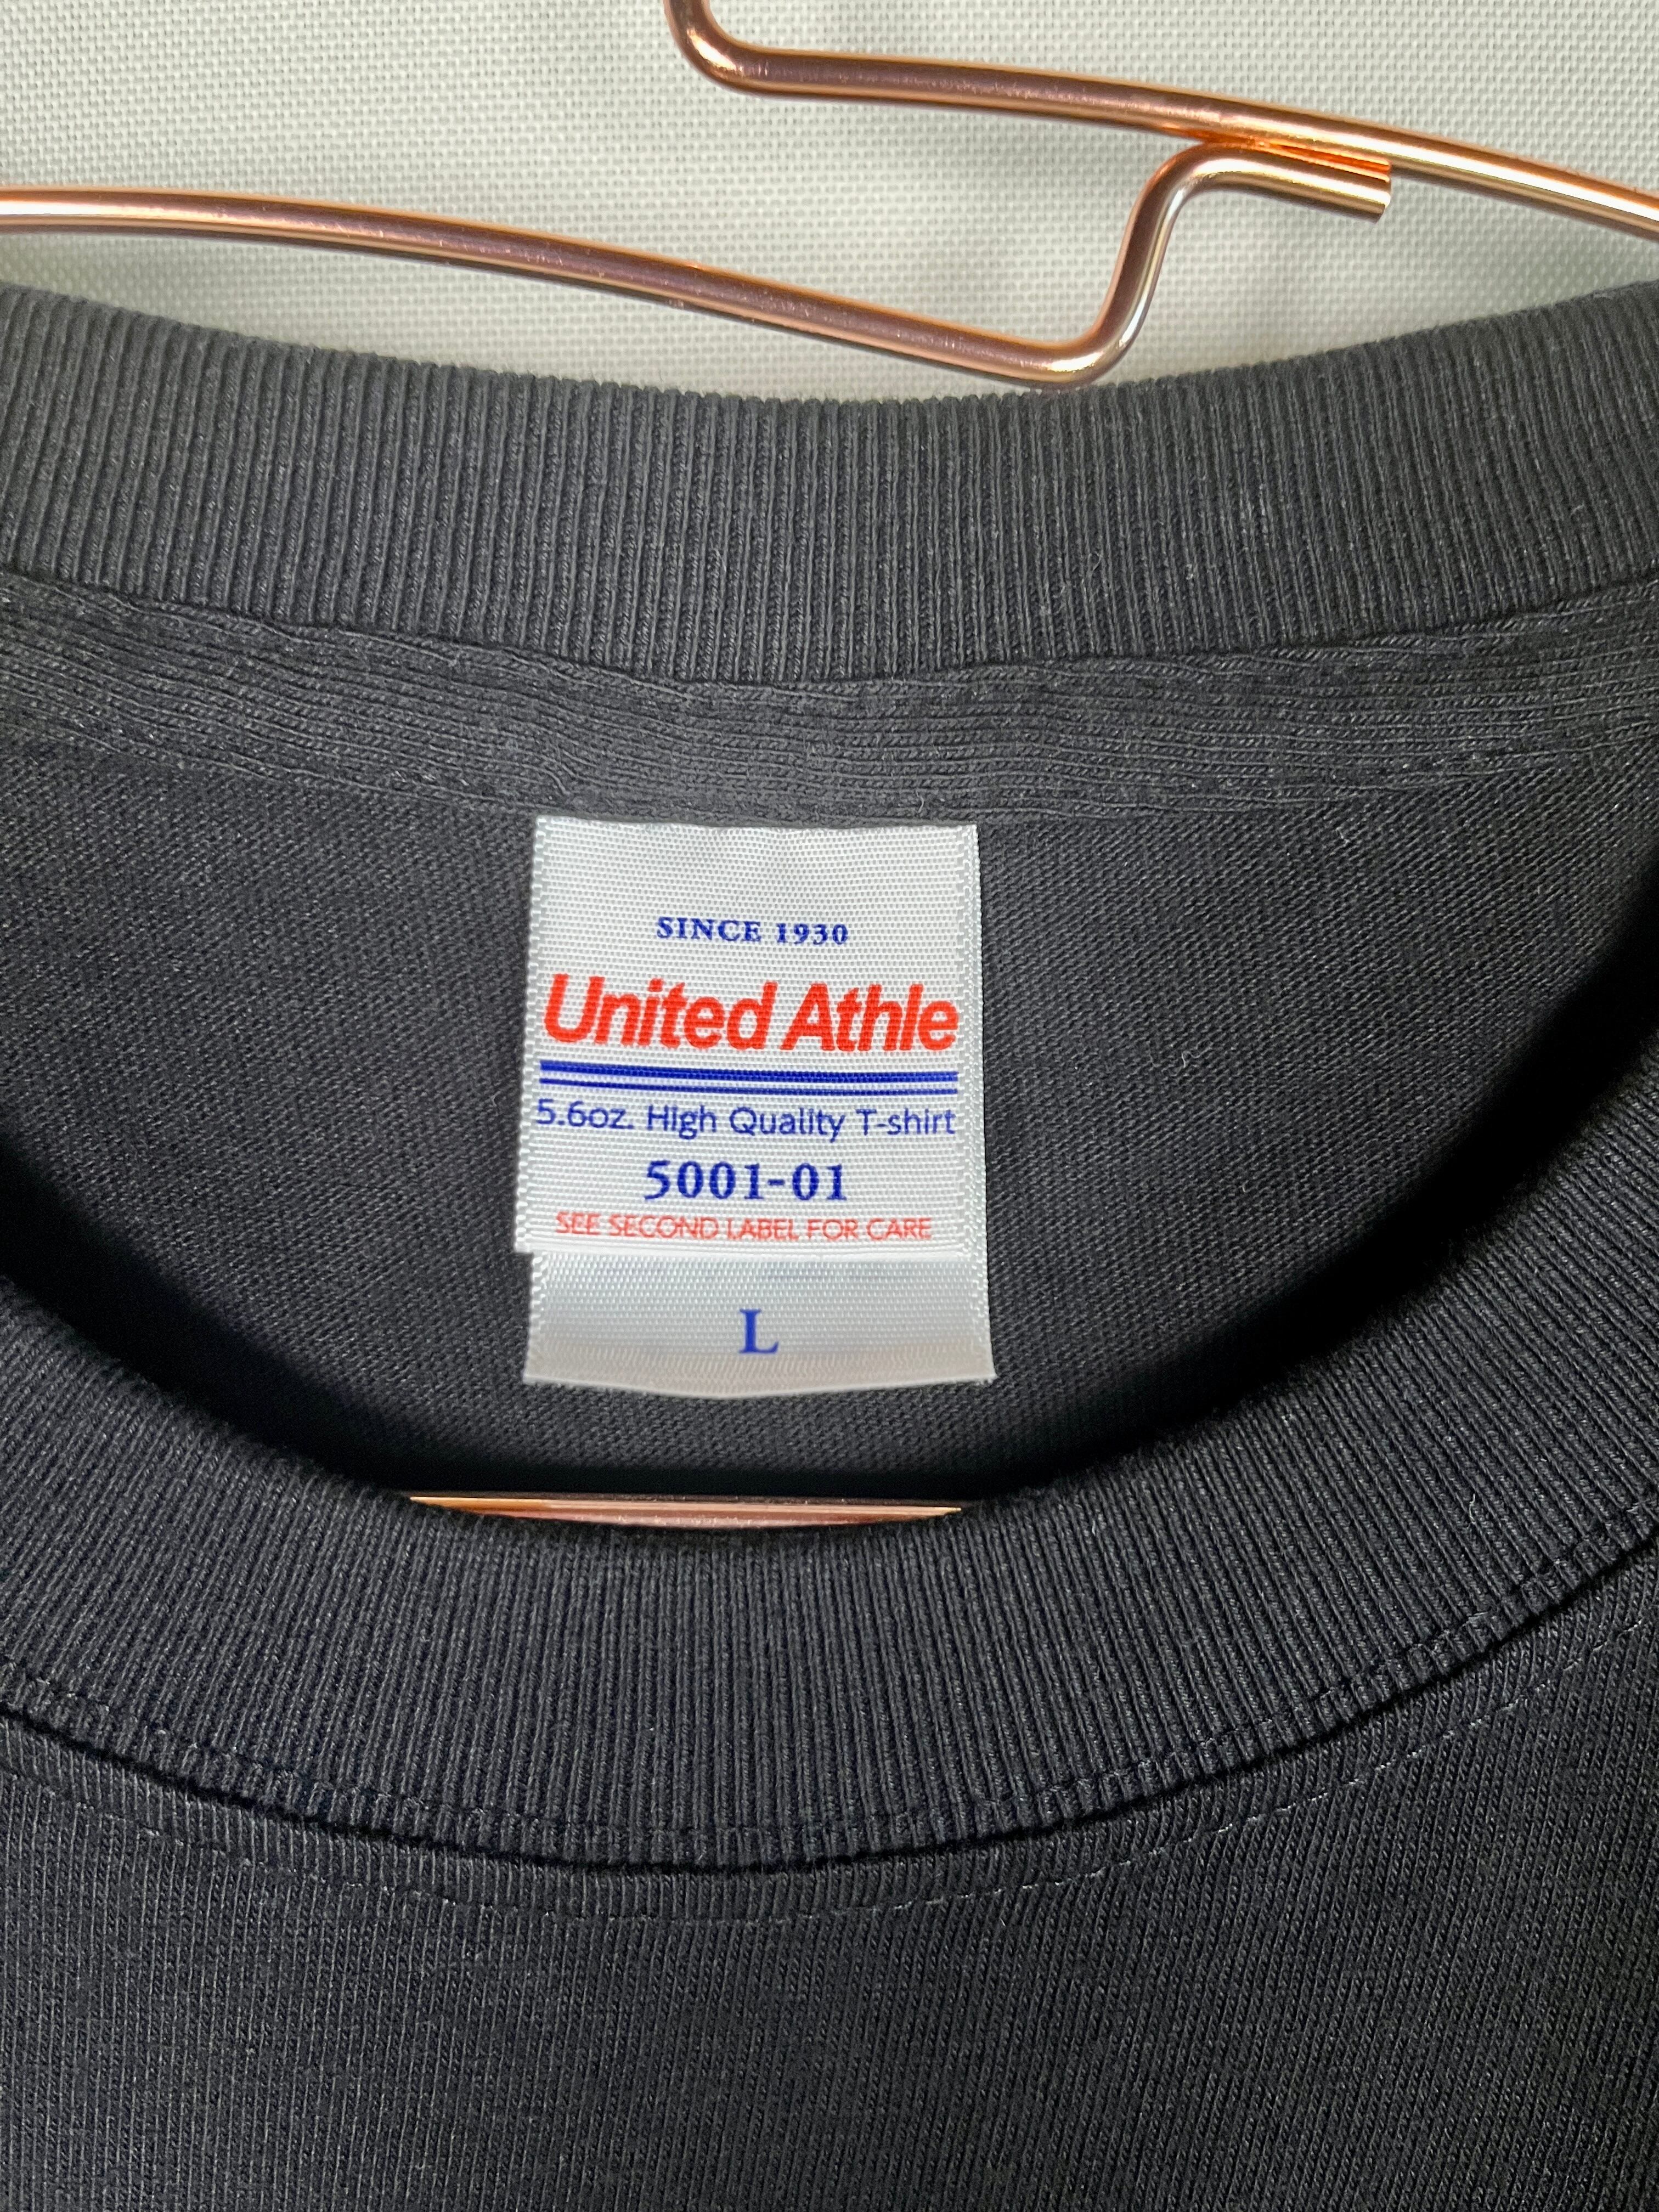 SINCE 1930
United Athle
5.6oz. High Quality T-shirt
5001-01
SEE SECOND LABEL FOR CARE
L